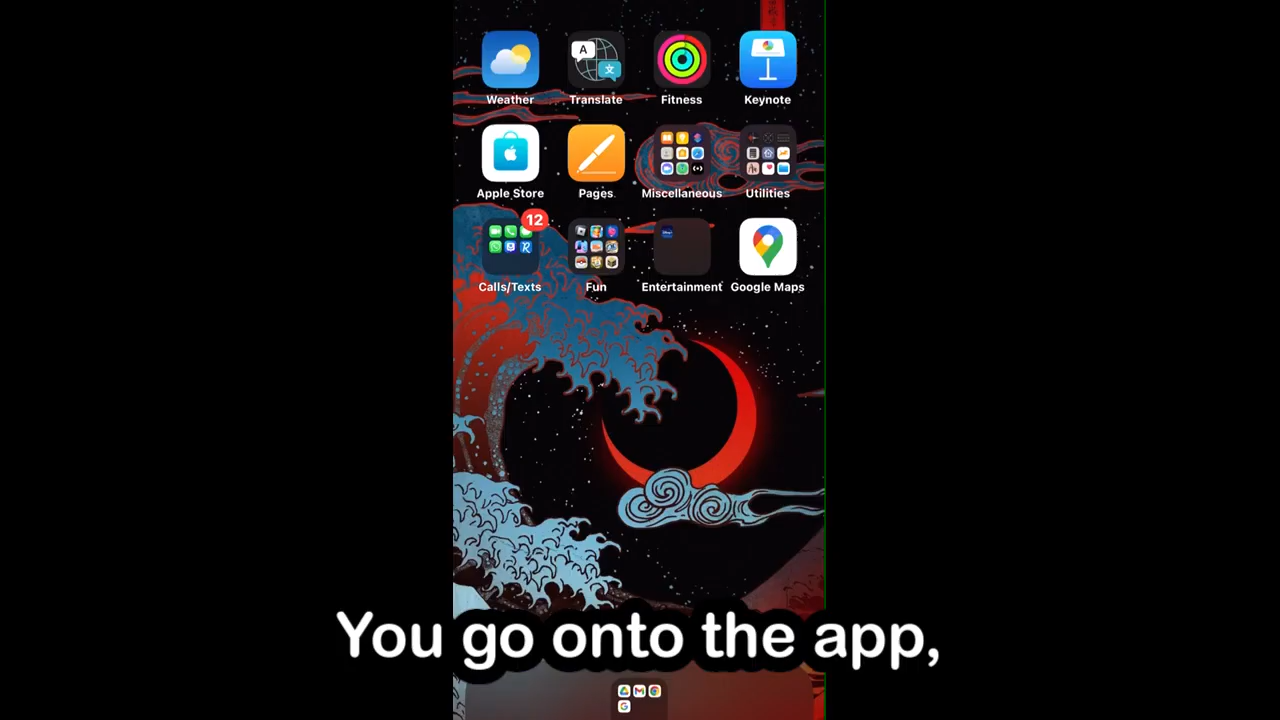 Weather Translate Fitness Keynote
Apple Store Pages Miscellaneous Utilities
12
Calls/Texts Fun Entertainment Google Maps
You go onto the app,